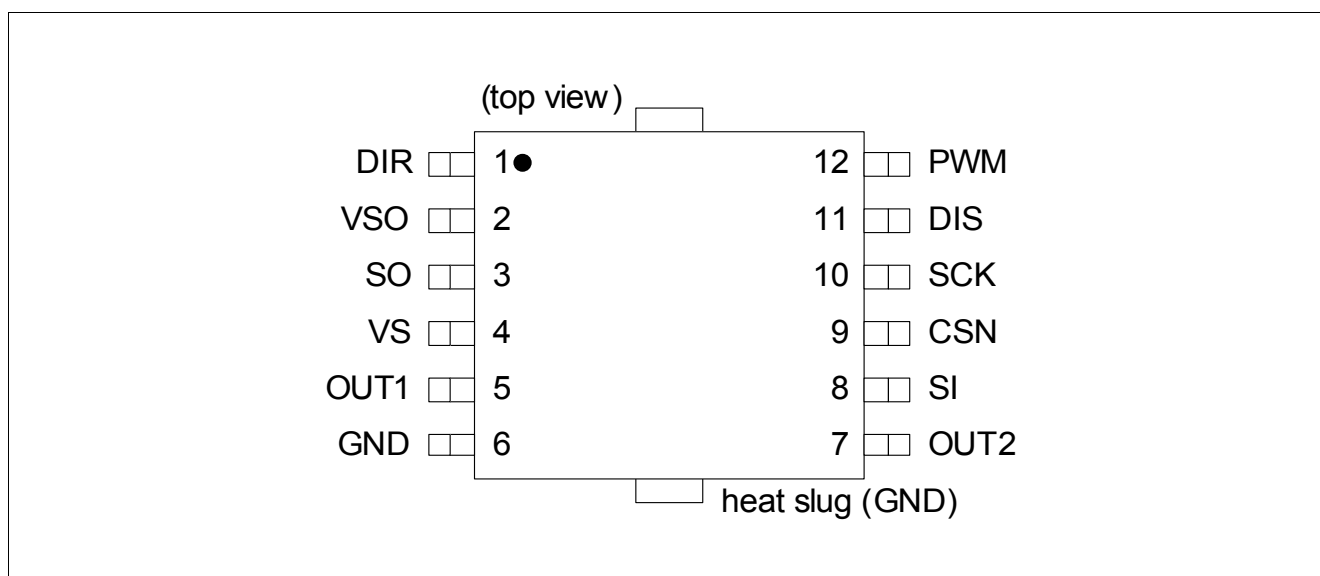 (top view)
DIR 1 12 PWM
VSO 2 11 DIS
SO 3 10 SCK
VS 4 9 CSN
OUT1 5 8 SI
GND 6 7 OUT2
heat slug (GND)